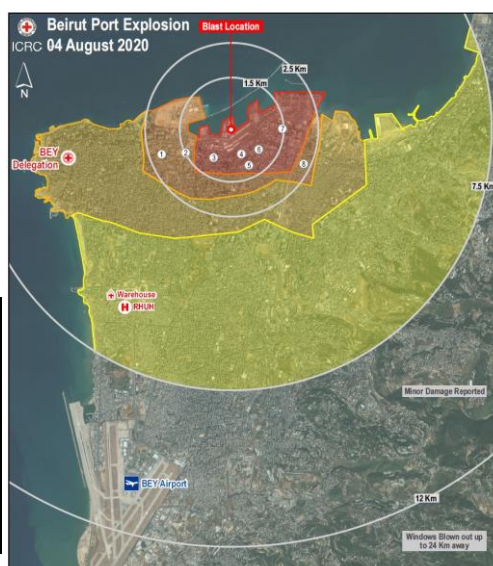 Beirut Port Explosion
ICRC 04 August 2020
Blast Location
N
2.5 Km
1.5 Km
BEY
Delegation
1
2
3
4
5
6
7
8
7.5 Km
Warehouse
H RHUH
Minor Damage Reported
BEY Airport
12 Km
Windows Blown out up
to 24 Km away